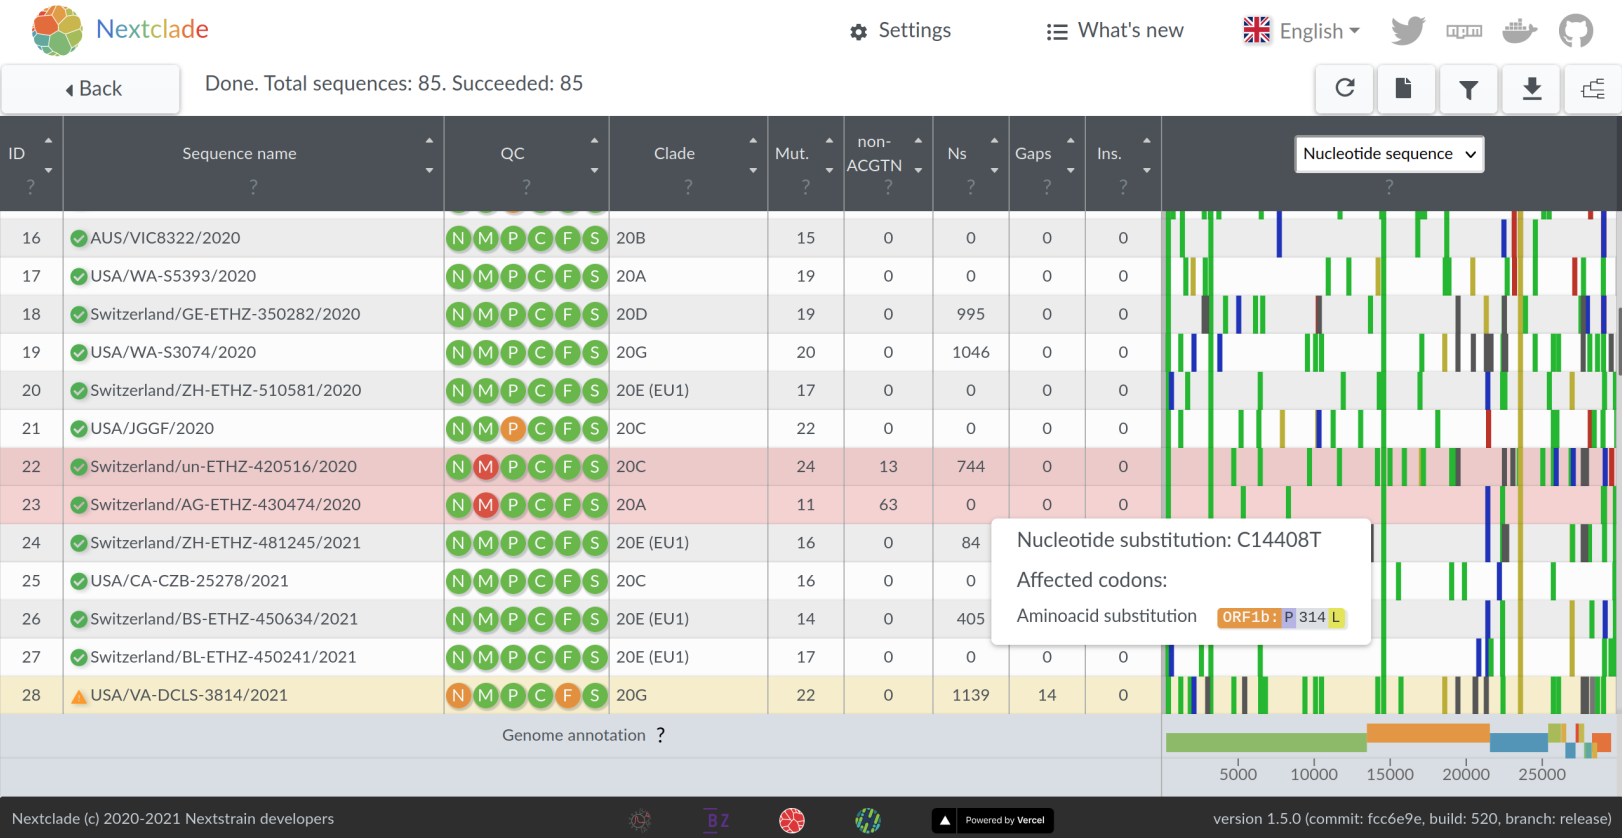 Nextclade
Settings
What's new
English
npm
Back
Done. Total sequences: 85. Succeeded: 85
ID Sequence name QC Clade Mut. non-ACGTN Ns Gaps Ins. Nucleotide sequence
? ? ? ? ? ? ? ? ? ?
16 AUS/VIC8322/2020 N M P C F S 20B 15 0 0 0 0
17 USA/WA-S5393/2020 N M P C F S 20A 19 0 0 0 0
18 Switzerland/GE-ETHZ-350282/2020 N M P C F S 20D 19 0 995 0 0
19 USA/WA-S3074/2020 N M P C F S 20G 20 0 1046 0 0
20 Switzerland/ZH-ETHZ-510581/2020 N M P C F S 20E (EU1) 17 0 0 0 0
21 USA/JGGF/2020 N M P C F S 20C 22 0 0 0 0
22 Switzerland/un-ETHZ-420516/2020 N M P C F S 20C 24 13 744 0 0
23 Switzerland/AG-ETHZ-430474/2020 N M P C F S 20A 11 63 0 0 0
24 Switzerland/ZH-ETHZ-481245/2021 N M P C F S 20E (EU1) 16 0 84
25 USA/CA-CZB-25278/2021 N M P C F S 20C 16 0 0
26 Switzerland/BS-ETHZ-450634/2021 N M P C F S 20E (EU1) 14 0 405
27 Switzerland/BL-ETHZ-450241/2021 N M P C F S 20E (EU1) 17 0 0 0 0
28 USA/VA-DCLS-3814/2021 N M P C F S 20G 22 0 1139 14 0
Nucleotide substitution: C14408T
Affected codons:
Aminoacid substitution ORF1b: P 314 L
Genome annotation ?
5000 10000 15000 20000 25000
Nextclade (c) 2020-2021 Nextstrain developers
BZ
Powered by Vercel
version 1.5.0 (commit: fcc6e9e, build: 520, branch: release)